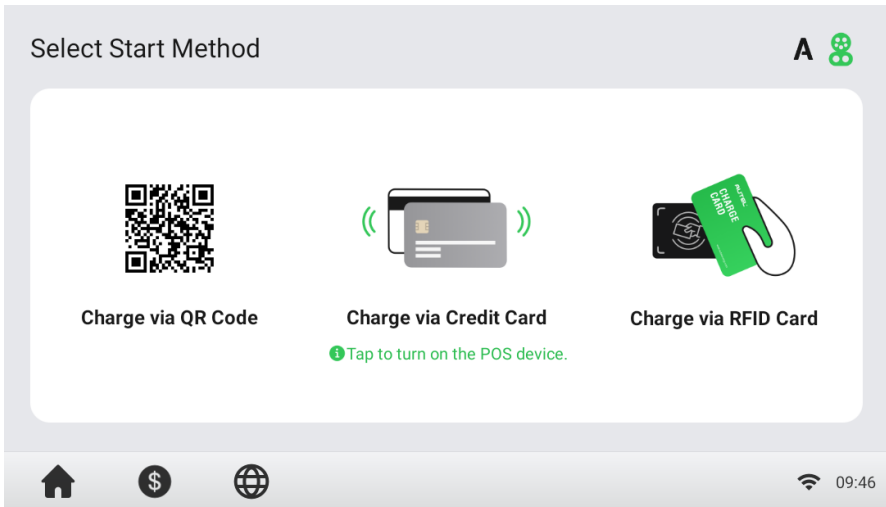 Select Start Method
A
AUTEL
CHARGE
CARD
Charge via QR Code
Charge via Credit Card
Charge via RFID Card
Tap to turn on the POS device.
09:46